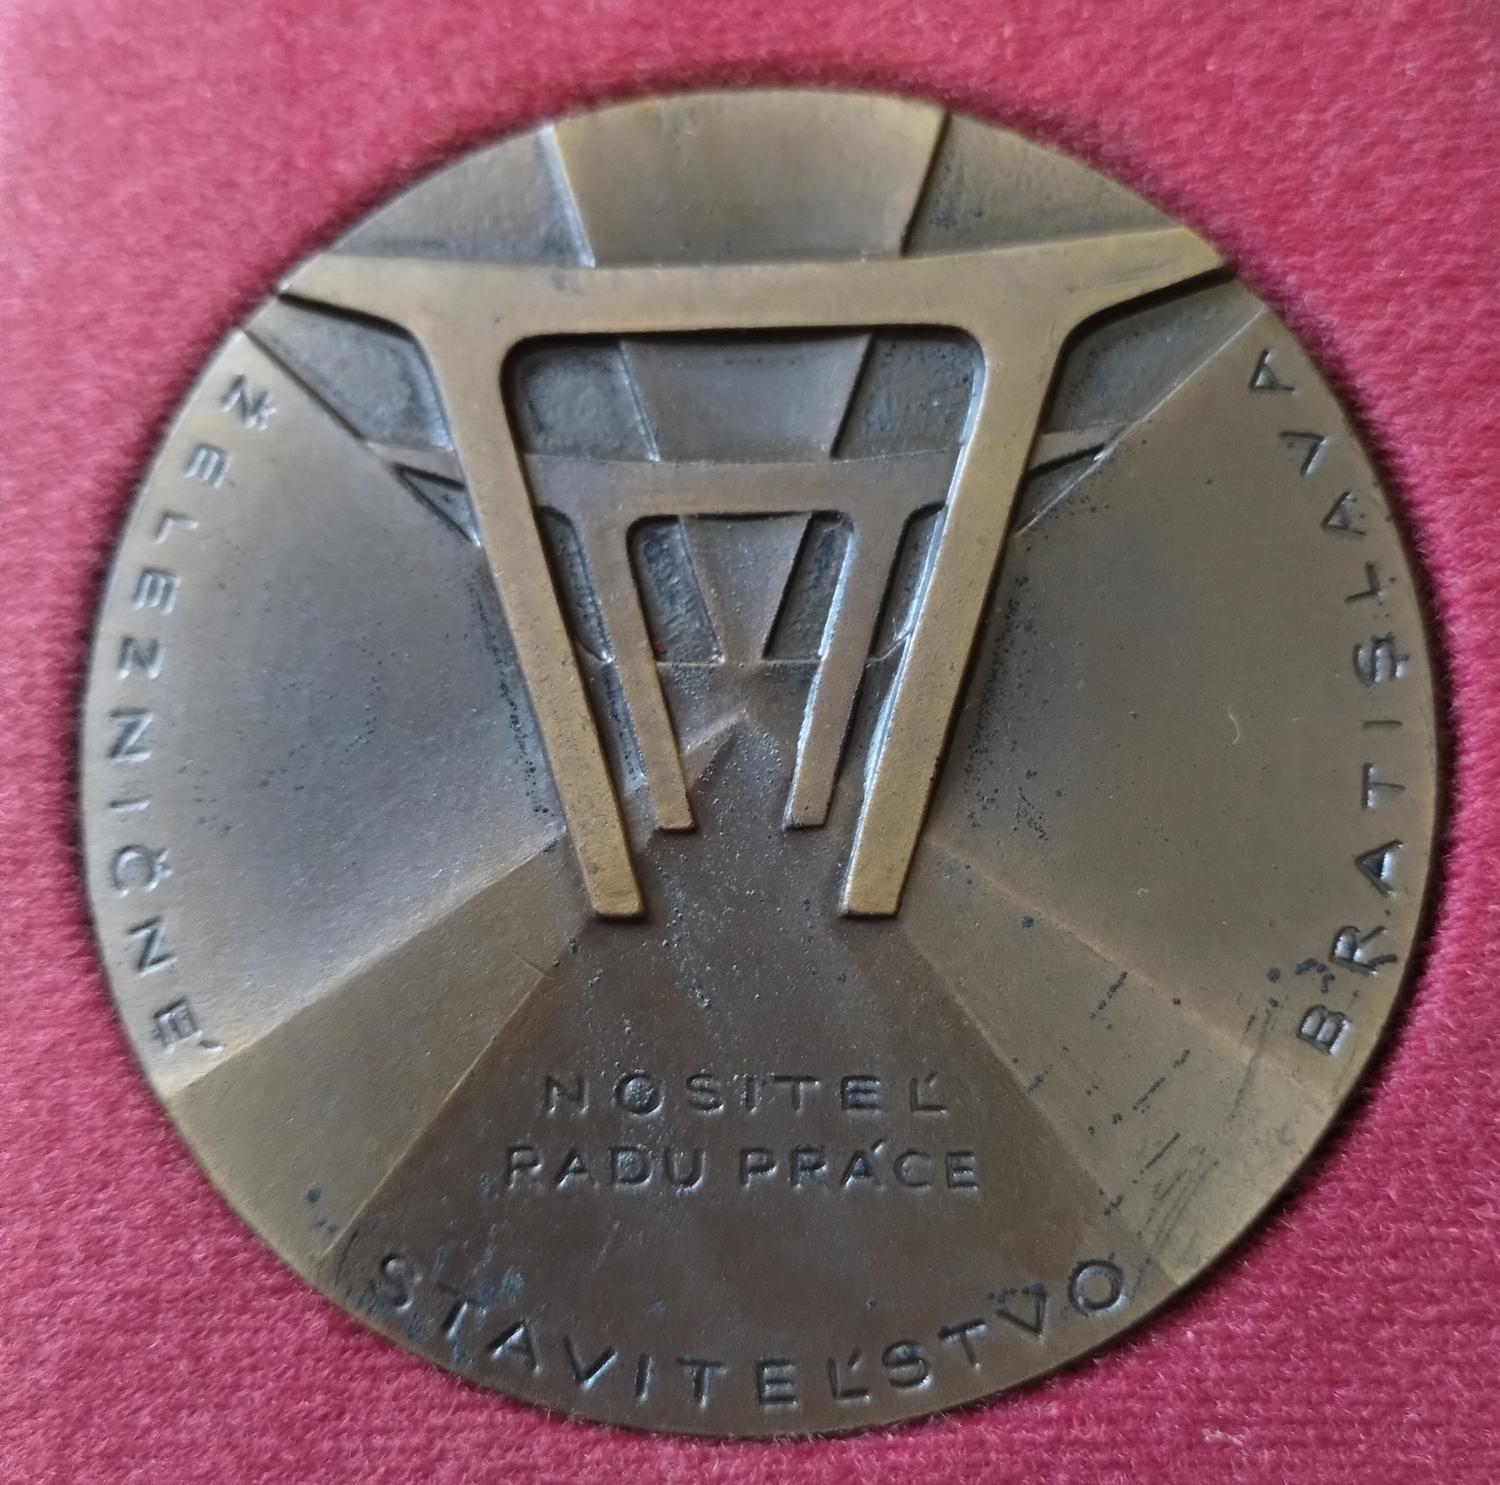 ŽELEZNIČNÉ
STAVITEĽSTVO
BRATISLAVA
NOSITEĽ
RADU PRÁCE